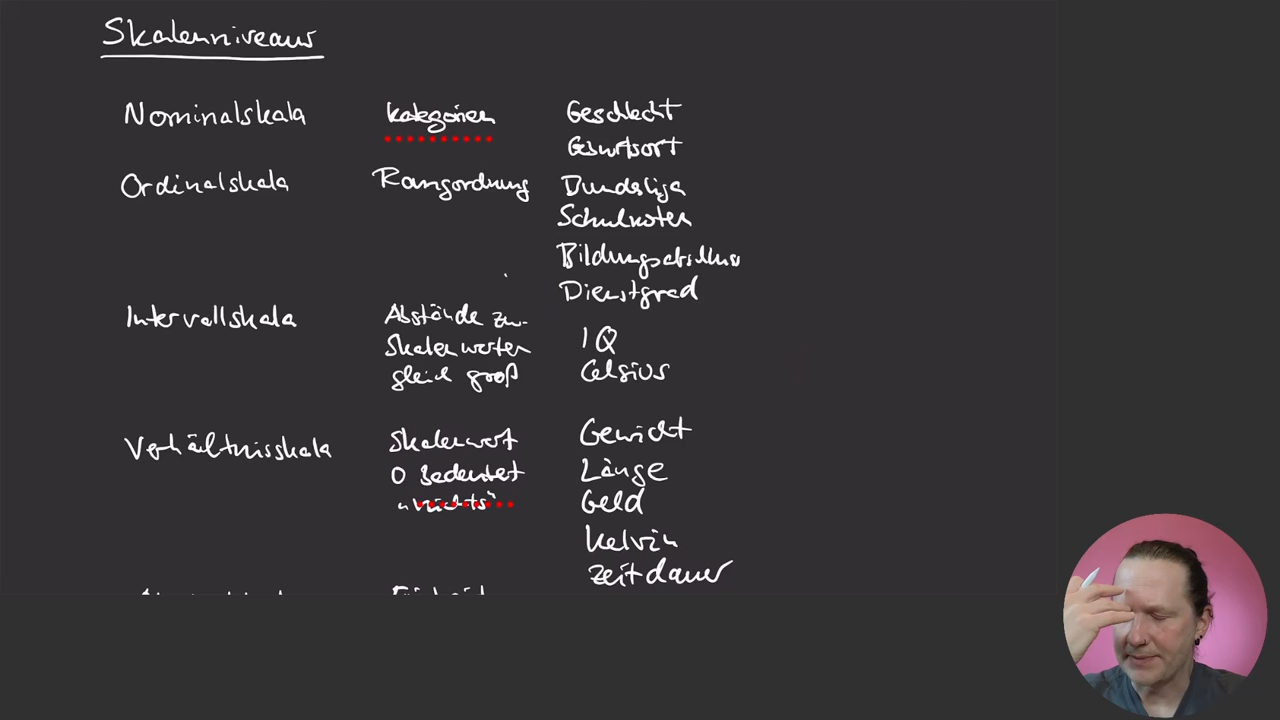 Skalenniveaus
Nominalskala Kategorien Geschlecht
Geburtsort
Ordinalskala Rangordnung Bundesliga
Schulnoten
Bildungsabschluss
Dienstgrad
Intervallskala Abstände zw. IQ
Skalenwerten Celsius
gleich groß
Verhältnisskala Skalenwert Gewicht
0 bedeutet Länge
"nichts" Geld
Kelvin
Zeitdauer